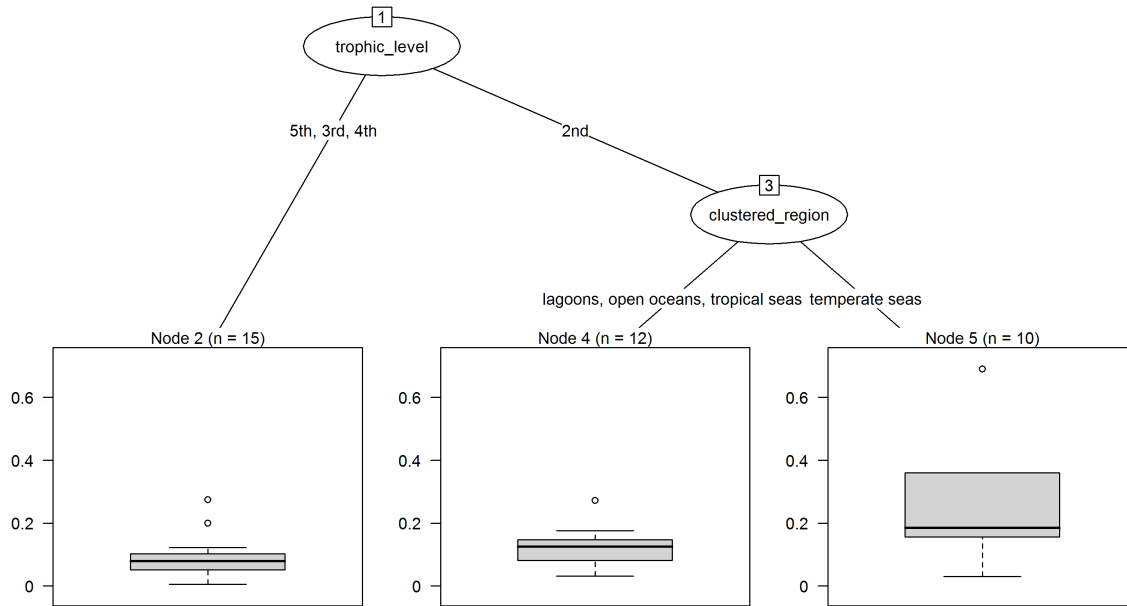 1
trophic_level
5th, 3rd, 4th
2nd
3
clustered_region
lagoons, open oceans, tropical seas
temperate seas
Node 2 (n = 15)
0.6
0.4
0.2
0
Node 4 (n = 12)
0.6
0.4
0.2
0
Node 5 (n = 10)
0.6
0.4
0.2
0